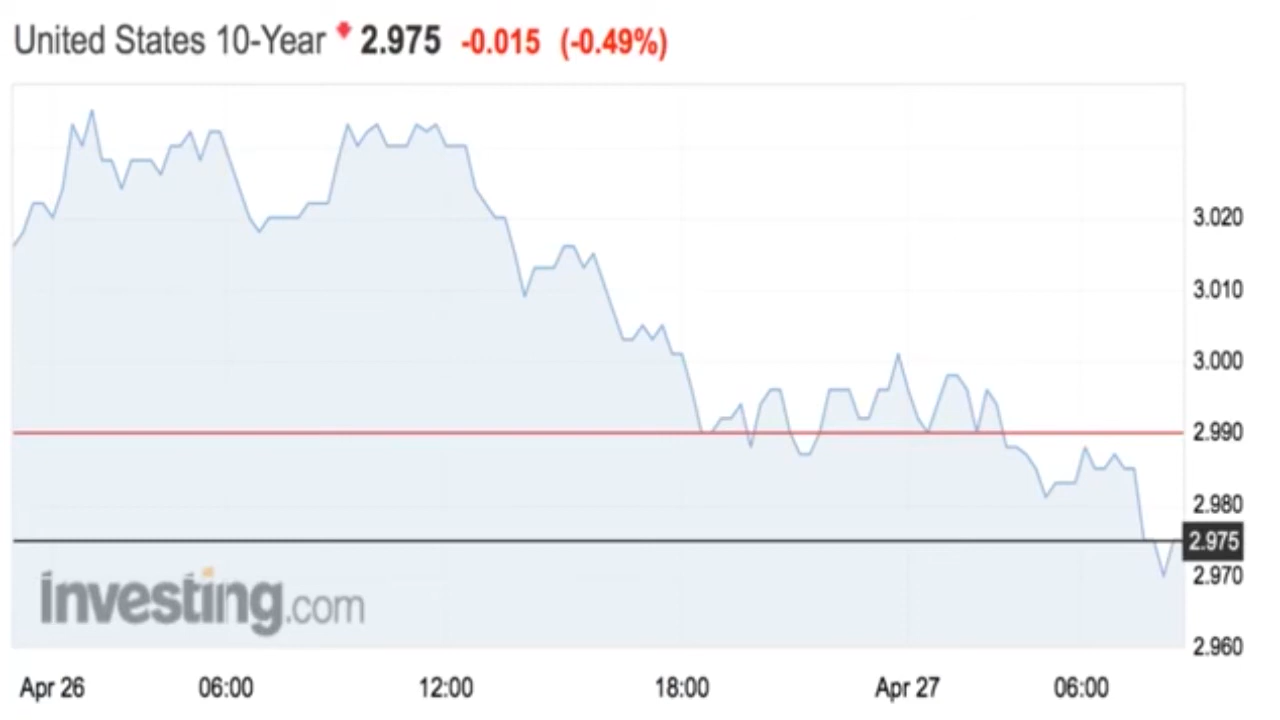 United States 10-Year 2.975 -0.015 (-0.49%)
3.020
3.010
3.000
2.990
2.980
2.975
2.970
2.960
Investing.com
Apr 26 06:00 12:00 18:00 Apr 27 06:00